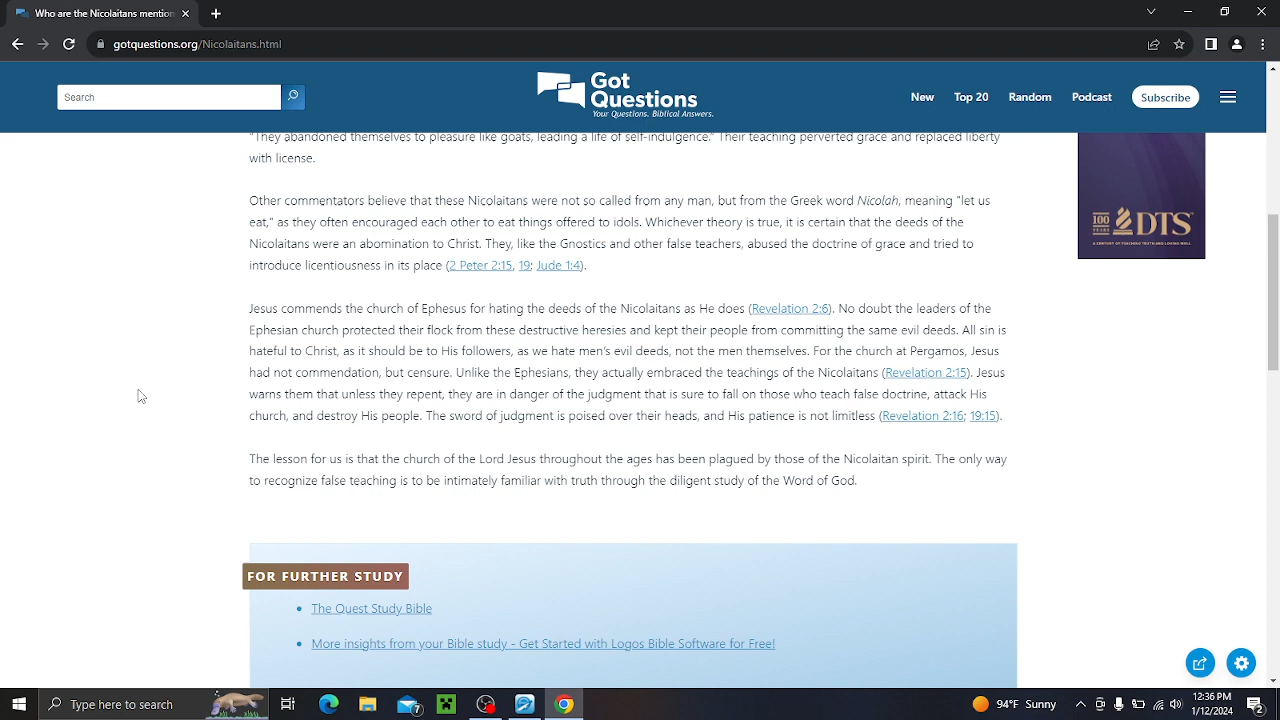 Who are the Nicolaitans mention
gotquestions.org/Nicolaitans.html
Search
Got
Questions
Your Questions. Biblical Answers.
New
Top 20
Random
Podcast
Subscribe
"They abandoned themselves to pleasure like goats, leading a life of self-indulgence." Their teaching perverted grace and replaced liberty
with license.
Other commentators believe that these Nicolaitans were not so called from any man, but from the Greek word Nicolah, meaning "let us
eat," as they often encouraged each other to eat things offered to idols. Whichever theory is true, it is certain that the deeds of the
Nicolaitans were an abomination to Christ. They, like the Gnostics and other false teachers, abused the doctrine of grace and tried to
introduce licentiousness in its place (2 Peter 2:15, 19; Jude 1:4).
Jesus commends the church of Ephesus for hating the deeds of the Nicolaitans as He does (Revelation 2:6). No doubt the leaders of the
Ephesian church protected their flock from these destructive heresies and kept their people from committing the same evil deeds. All sin is
hateful to Christ, as it should be to His followers, as we hate men's evil deeds, not the men themselves. For the church at Pergamos, Jesus
had not commendation, but censure. Unlike the Ephesians, they actually embraced the teachings of the Nicolaitans (Revelation 2:15). Jesus
warns them that unless they repent, they are in danger of the judgment that is sure to fall on those who teach false doctrine, attack His
church, and destroy His people. The sword of judgment is poised over their heads, and His patience is not limitless (Revelation 2:16; 19:15).
The lesson for us is that the church of the Lord Jesus throughout the ages has been plagued by those of the Nicolaitan spirit. The only way
to recognize false teaching is to be intimately familiar with truth through the diligent study of the Word of God.
100
YEARS
DTS
A CENTURY OF TEACHING TRUTH AND LOVING WELL
FOR FURTHER STUDY
The Quest Study Bible
More insights from your Bible study - Get Started with Logos Bible Software for Free!
Type here to search
7
94°F Sunny
12:36 PM
1/12/2024
2